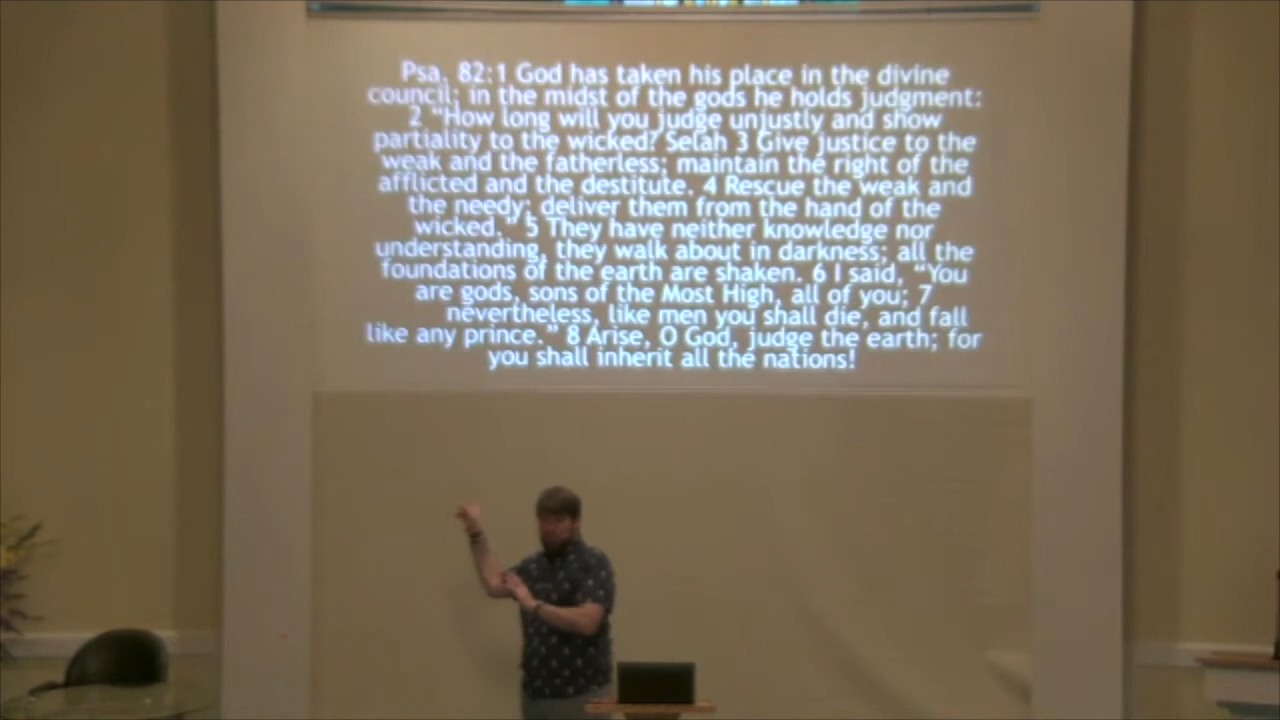 Psa. 82:1 God has taken his place in the divine
council; in the midst of the gods he holds judgment:
2 “How long will you judge unjustly and show
partiality to the wicked? Selah 3 Give justice to the
weak and the fatherless; maintain the right of the
afflicted and the destitute. 4 Rescue the weak and
the needy; deliver them from the hand of the
wicked.” 5 They have neither knowledge nor
understanding, they walk about in darkness; all the
foundations of the earth are shaken. 6 I said, “You
are gods, sons of the Most High, all of you; 7
nevertheless, like men you shall die, and fall
like any prince.” 8 Arise, O God, judge the earth; for
you shall inherit all the nations!